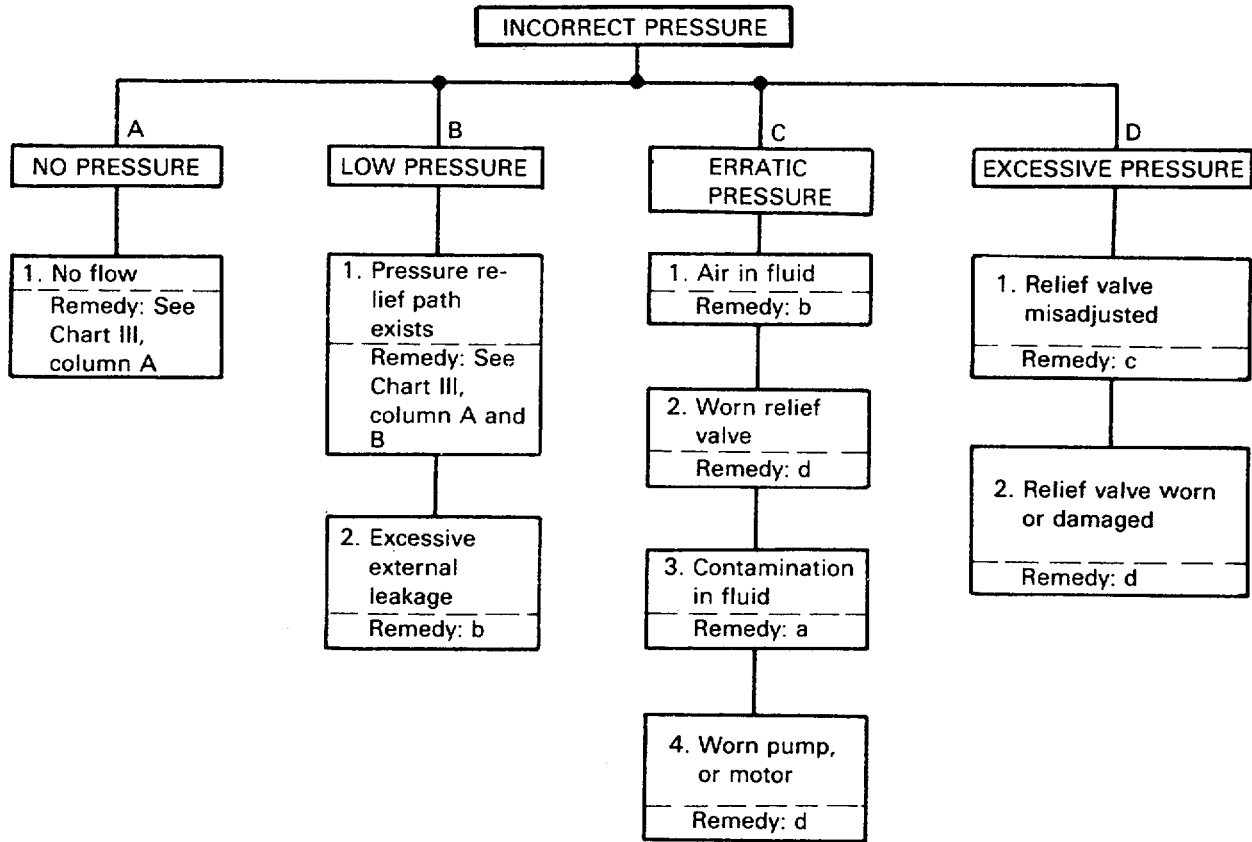 INCORRECT PRESSURE
A
NO PRESSURE
1. No flow
Remedy: See
Chart III,
column A
B
LOW PRESSURE
1. Pressure re-
lief path
exists
Remedy: See
Chart III,
column A and
B
2. Excessive
external
leakage
Remedy: b
C
ERRATIC
PRESSURE
1. Air in fluid
Remedy: b
2. Worn relief
valve
Remedy: d
3. Contamination
in fluid
Remedy: a
4. Worn pump,
or motor
Remedy: d
D
EXCESSIVE PRESSURE
1. Relief valve
misadjusted
Remedy: c
2. Relief valve worn
or damaged
Remedy: d